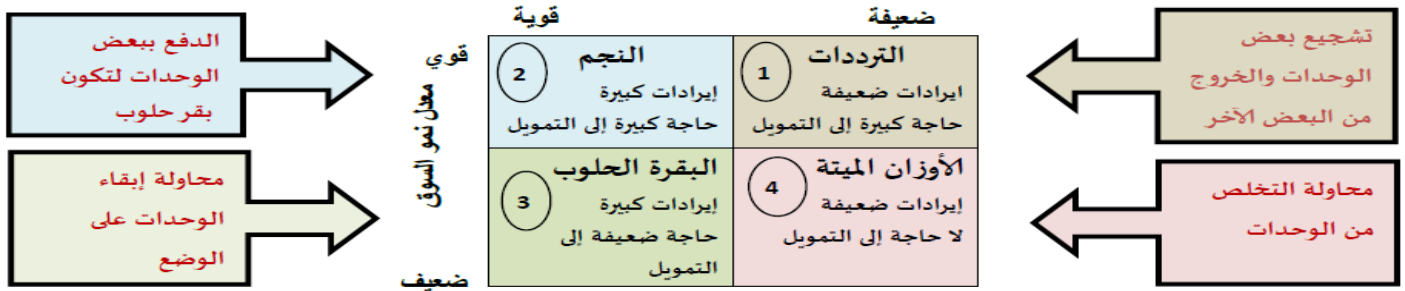 ضعيفة
قوية
تشجيع بعض
الوحدات والخروج
من البعض الآخر
الترددات
1
ايرادات ضعيفة
حاجة كبيرة إلى التمويل
النجم
2
إيرادات كبيرة
حاجة كبيرة إلى التمويل
قوي
معدل نمو السوق
ضعيف
الدفع ببعض
الوحدات لتكون
بقر حلوب
محاولة التخلص
من الوحدات
الأوزان الميتة
4
إيرادات ضعيفة
لا حاجة إلى التمويل
البقرة الحلوب
3
إيرادات كبيرة
حاجة ضعيفة إلى
التمويل
محاولة إبقاء
الوحدات على
الوضع